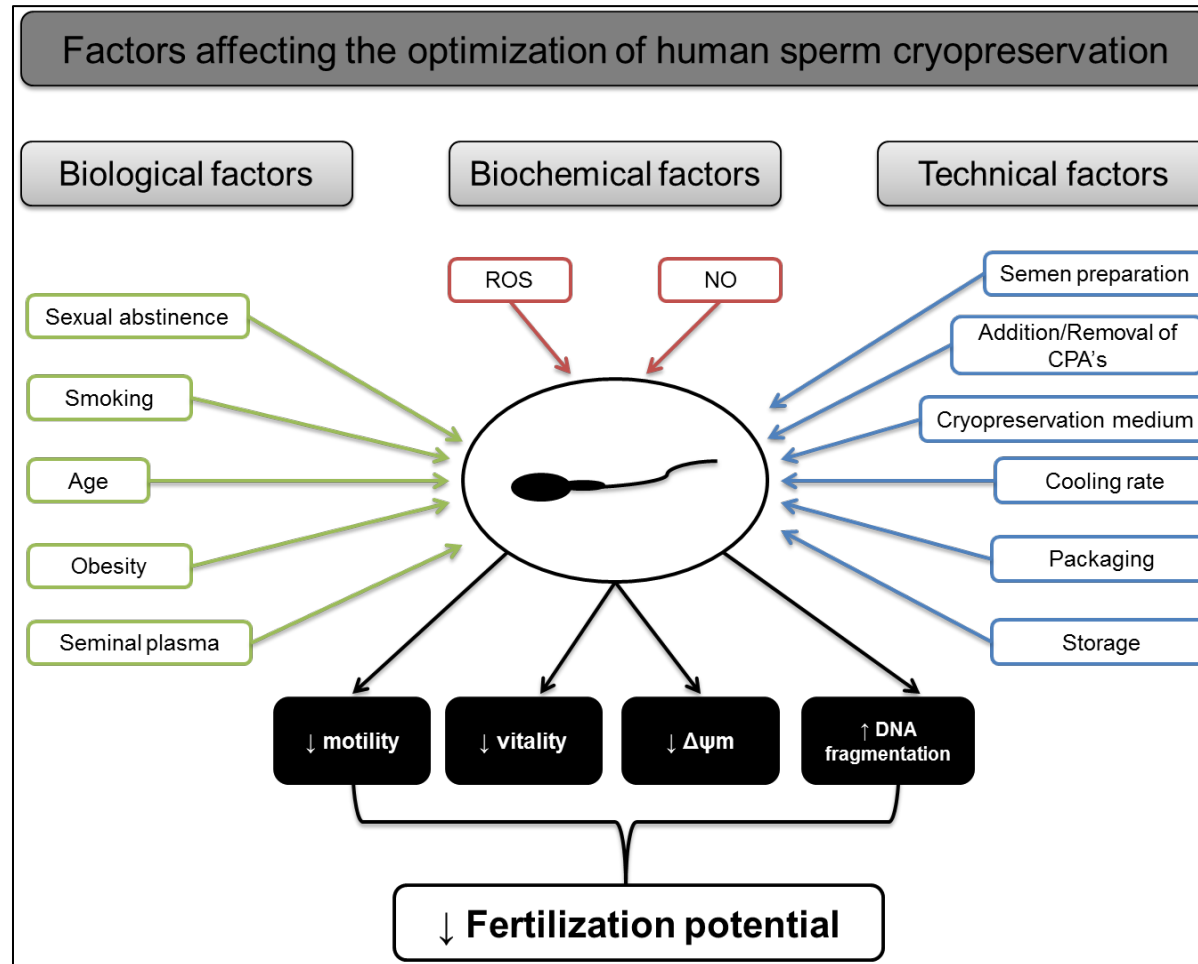 Factors affecting the optimization of human sperm cryopreservation
Biological factors
Biochemical factors
Technical factors
ROS
NO
Sexual abstinence
Smoking
Age
Obesity
Seminal plasma
Semen preparation
Addition/Removal of
CPA's
Cryopreservation medium
Cooling rate
Packaging
Storage
↓ motility
↓ vitality
↓ Δψm
↑ DNA
fragmentation
↓ Fertilization potential